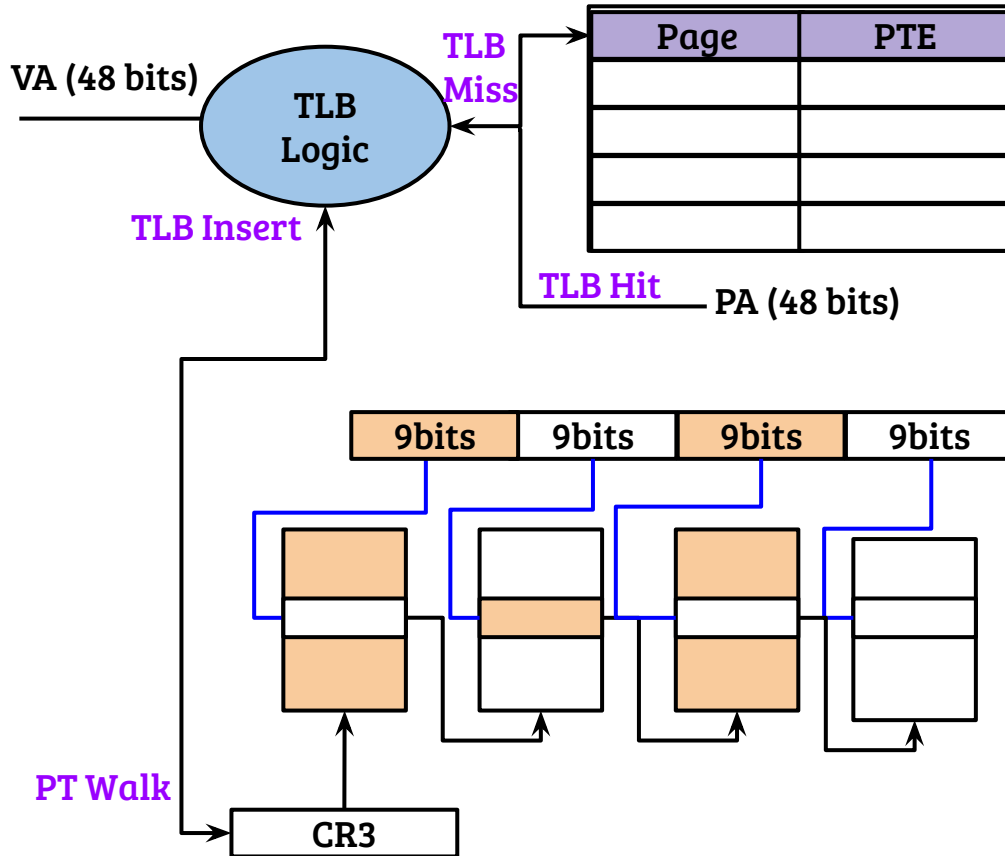 VA (48 bits)
TLB
Logic
TLB
Miss
Page PTE
TLB Insert
TLB Hit
PA (48 bits)
9bits 9bits 9bits 9bits
PT Walk
CR3